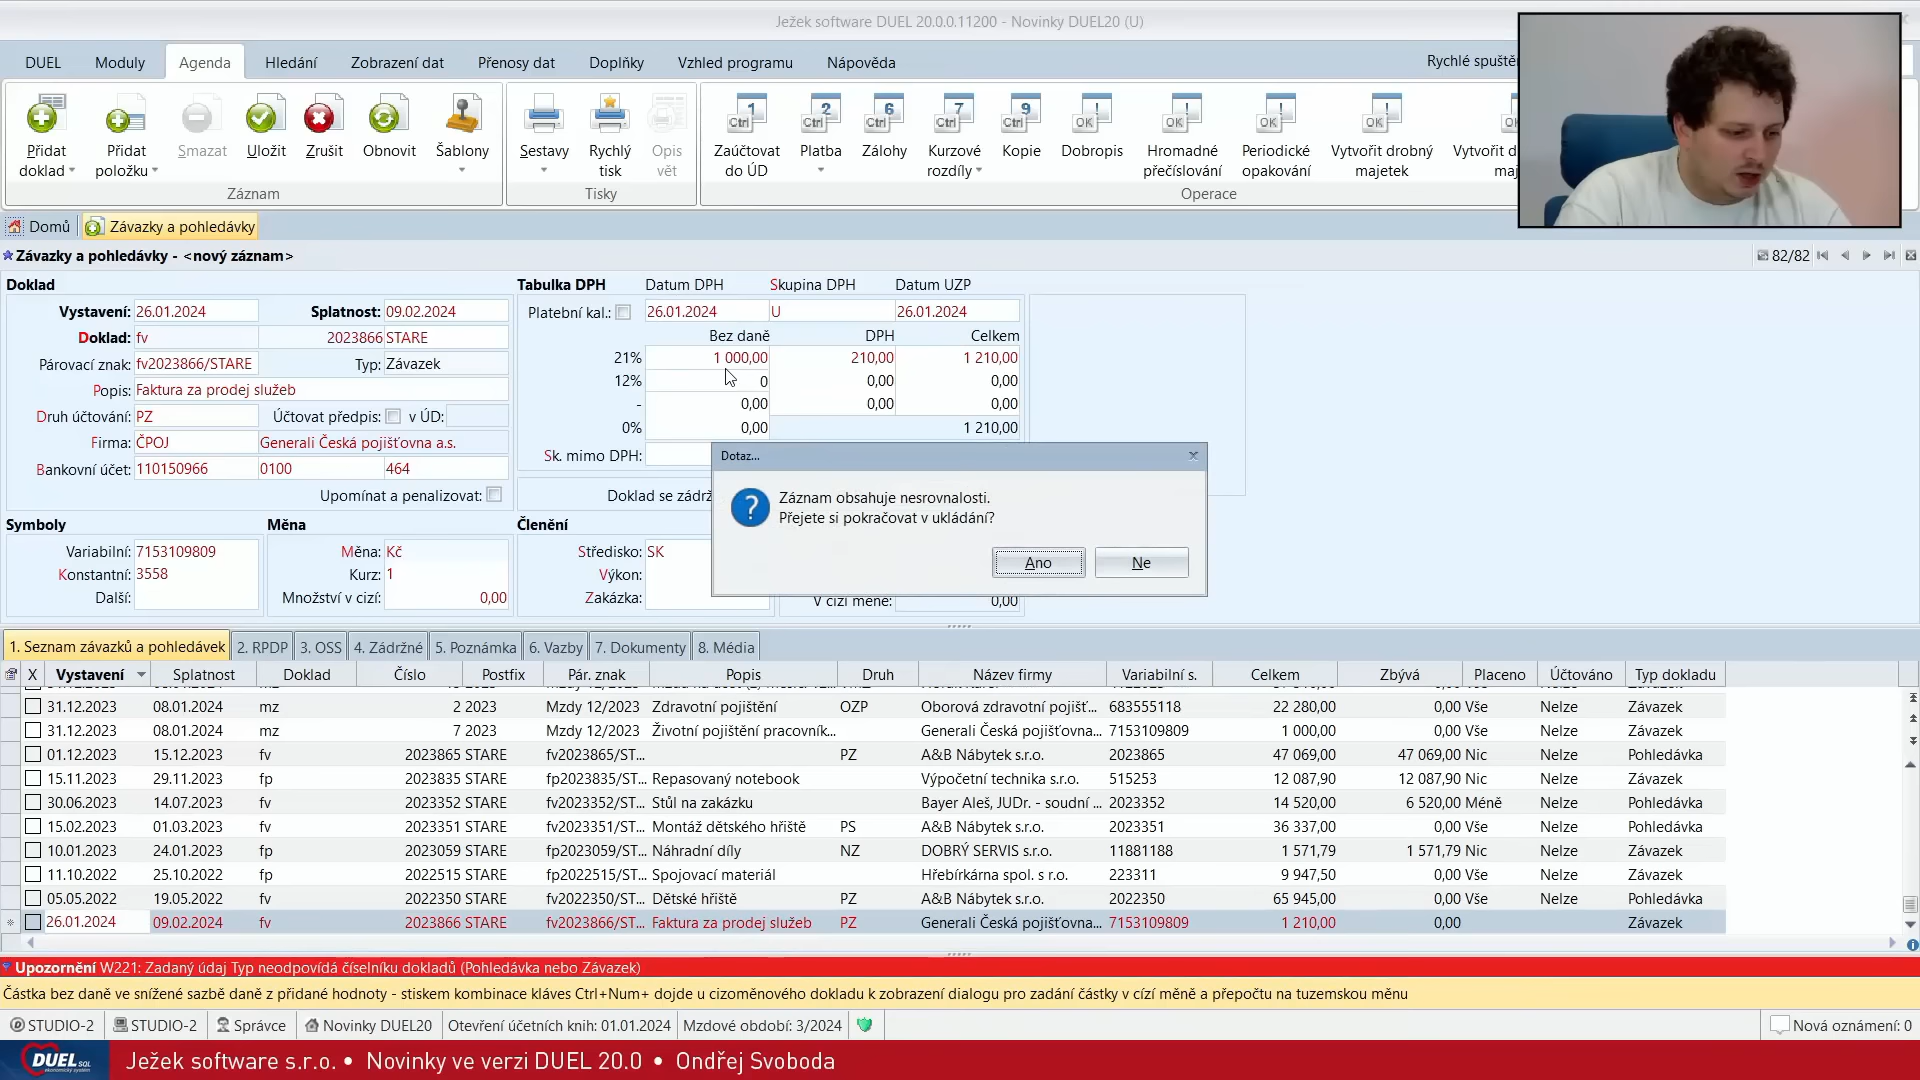 Ježek software DUEL 20.0.0.11200 - Novinky DUEL20 (U)
DUEL Moduly Agenda Hledání Zobrazení dat Přenosy dat Doplňky Vzhled programu Nápověda Rychlé spuště
Přidat doklad Přidat položku Smazat Uložit Zrušit Obnovit Šablony Sestavy Rychlý tisk Opis vět Zaúčtovat do ÚD Platba Zálohy Kurzové rozdíly Kopie Dobropis Hromadné přečíslování Periodické opakování Vytvořit drobný majetek Vytvořit d
1 Ctrl 2 Ctrl 6 Ctrl 7 Ctrl 9 Ctrl ! OK ! OK ! OK ! OK
Záznam Tisky Operace
Domů Závazky a pohledávky
Závazky a pohledávky - <nový záznam> 82/82
Doklad
Vystavení: 26.01.2024 Splatnost: 09.02.2024
Doklad: fv 2023866 STARE
Párovací znak: fv2023866/STARE Typ: Závazek
Popis: Faktura za prodej služeb
Druh účtování: PZ Účtovat předpis: v ÚD:
Firma: ČPOJ Generali Česká pojišťovna a.s.
Bankovní účet: 110150966 0100 464
Upomínat a penalizovat:
Tabulka DPH Datum DPH Skupina DPH Datum UZP
Platební kal.: 26.01.2024 U 26.01.2024
Bez daně DPH Celkem
21% 1 000,00 210,00 1 210,00
12% 0 0,00 0,00
- 0,00 0,00 0,00
0% 0,00 1 210,00
Sk. mimo DPH:
Doklad se zádrž
Symboly
Variabilní: 7153109809
Konstantní: 3558
Další:
Měna
Měna: Kč
Kurz: 1
Množství v cizí: 0,00
Členění
Středisko: SK
Výkon:
Zakázka:
V cizí měně: 0,00
Dotaz...
Záznam obsahuje nesrovnalosti.
Přejete si pokračovat v ukládání?
Ano Ne
1. Seznam závazků a pohledávek 2. RPDP 3. OSS 4. Zádržné 5. Poznámka 6. Vazby 7. Dokumenty 8. Média
X Vystavení Splatnost Doklad Číslo Postfix Pár. znak Popis Druh Název firmy Variabilní s. Celkem Zbývá Placeno Účtováno Typ dokladu
31.12.2023 08.01.2024 mz 2 2023 Mzdy 12/2023 Zdravotní pojištění OZP Oborová zdravotní pojišť... 683555118 22 280,00 0,00 Vše Nelze Závazek
31.12.2023 08.01.2024 mz 7 2023 Mzdy 12/2023 Životní pojištění pracovník... Generali Česká pojišťovna... 7153109809 1 000,00 0,00 Vše Nelze Závazek
01.12.2023 15.12.2023 fv 2023865 STARE fv2023865/ST... PZ A&B Nábytek s.r.o. 2023865 47 069,00 47 069,00 Nic Nelze Pohledávka
15.11.2023 29.11.2023 fp 2023835 STARE fp2023835/ST... Repasovaný notebook Výpočetní technika s.r.o. 515253 12 087,90 12 087,90 Nic Nelze Závazek
30.06.2023 14.07.2023 fv 2023352 STARE fv2023352/ST... Stůl na zakázku Bayer Aleš, JUDr. - soudní ... 2023352 14 520,00 6 520,00 Méně Nelze Pohledávka
15.02.2023 01.03.2023 fv 2023351 STARE fv2023351/ST... Montáž dětského hřiště PS A&B Nábytek s.r.o. 2023351 36 337,00 0,00 Vše Nelze Pohledávka
10.01.2023 24.01.2023 fp 2023059 STARE fp2023059/ST... Náhradní díly NZ DOBRÝ SERVIS s.r.o. 11881188 1 571,79 1 571,79 Nic Nelze Závazek
11.10.2022 25.10.2022 fp 2022515 STARE fp2022515/ST... Spojovací materiál Hřebírkárna spol. s r.o. 223311 9 947,50 0,00 Vše Nelze Závazek
05.05.2022 19.05.2022 fv 2022350 STARE fv2022350/ST... Dětské hřiště PZ A&B Nábytek s.r.o. 2022350 65 945,00 0,00 Vše Nelze Pohledávka
26.01.2024 09.02.2024 fv 2023866 STARE fv2023866/ST... Faktura za prodej služeb PZ Generali Česká pojišťovna... 7153109809 1 210,00 0,00 Závazek
Upozornění W221: Zadaný údaj Typ neodpovídá číselníku dokladů (Pohledávka nebo Závazek)
Částka bez daně ve snížené sazbě daně z přidané hodnoty - stiskem kombinace kláves Ctrl+Num+ dojde u cizoměnového dokladu k zobrazení dialogu pro zadání částky v cizí měně a přepočtu na tuzemskou měnu
STUDIO-2 STUDIO-2 Správce Novinky DUEL20 Otevření účetních knih: 01.01.2024 Mzdové období: 3/2024 Nová oznámení: 0
DUEL SQL Ježek software s.r.o. • Novinky ve verzi DUEL 20.0 • Ondřej Svoboda